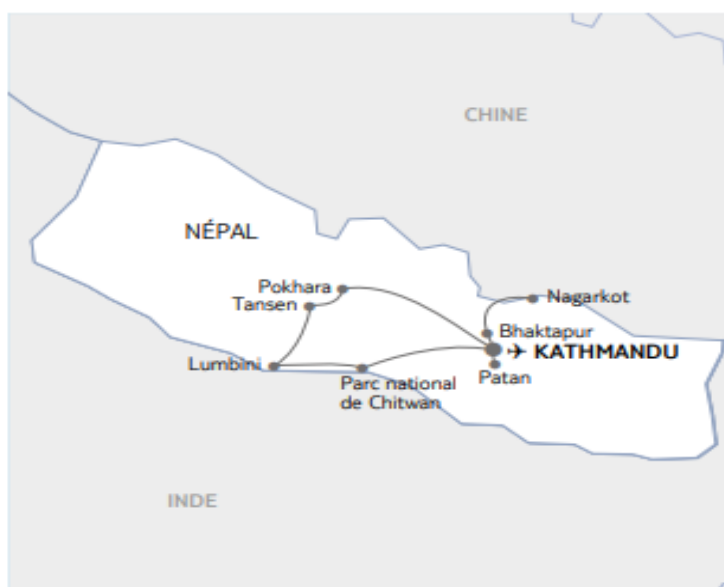 CHINE
NÉPAL
Pokhara
Nagarkot
Tansen
Bhaktapur
KATHMANDU
Lumbini
Patan
Parc national
de Chitwan
INDE